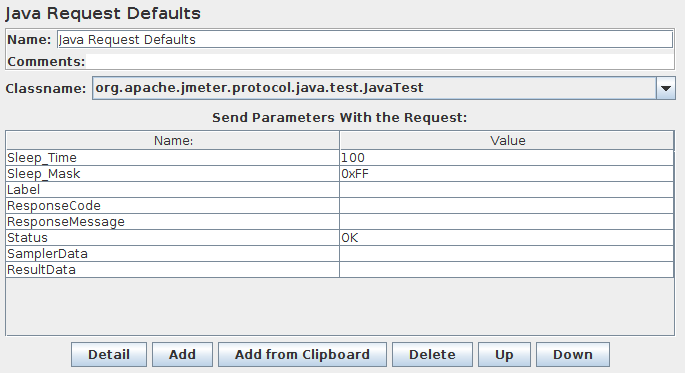 Java Request Defaults
Name: Java Request Defaults
Comments:
Classname: org.apache.jmeter.protocol.java.test.JavaTest
Send Parameters With the Request:
Name: Value
Sleep_Time 100
Sleep_Mask 0xFF
Label
ResponseCode
ResponseMessage
Status OK
SamplerData
ResultData
Detail Add Add from Clipboard Delete Up Down